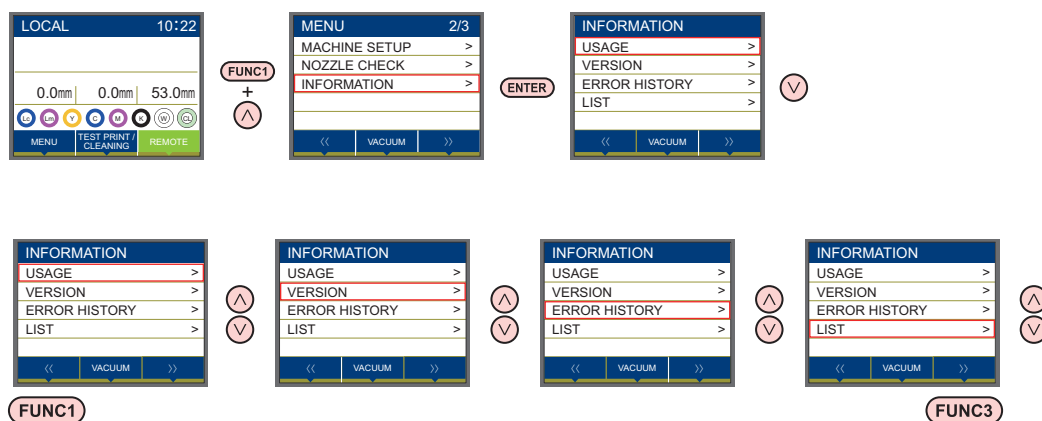 LOCAL 10:22
0.0mm 0.0mm 53.0mm
Lc Lm Y C M K W CL
MENU TEST PRINT / CLEANING REMOTE
FUNC1
+
MENU 2/3
MACHINE SETUP >
NOZZLE CHECK >
INFORMATION >
<< VACUUM >>
ENTER
INFORMATION
USAGE >
VERSION >
ERROR HISTORY >
LIST >
<< VACUUM >>
INFORMATION
USAGE >
VERSION >
ERROR HISTORY >
LIST >
<< VACUUM >>
FUNC1
INFORMATION
USAGE >
VERSION >
ERROR HISTORY >
LIST >
<< VACUUM >>
INFORMATION
USAGE >
VERSION >
ERROR HISTORY >
LIST >
<< VACUUM >>
INFORMATION
USAGE >
VERSION >
ERROR HISTORY >
LIST >
<< VACUUM >>
FUNC3